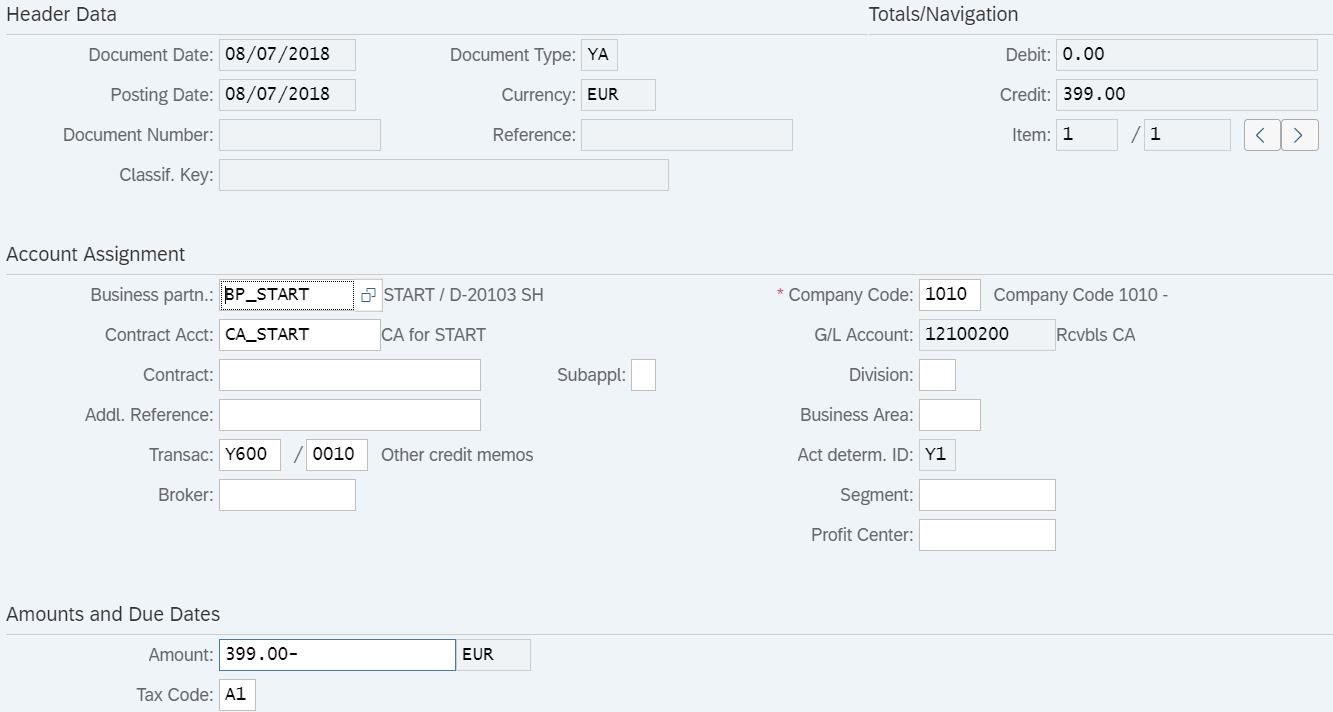 Header Data Totals/Navigation
Document Date: 08/07/2018 Document Type: YA Debit: 0.00
Posting Date: 08/07/2018 Currency: EUR Credit: 399.00
Document Number: Reference: Item: 1 / 1
Classif. Key:
Account Assignment
Business partn.: BP_START START / D-20103 SH * Company Code: 1010 Company Code 1010 -
Contract Acct: CA_START CA for START G/L Account: 12100200 Rcvbls CA
Contract: Subappl: Division:
Addl. Reference: Business Area:
Transac: Y600 / 0010 Other credit memos Act determ. ID: Y1
Broker: Segment:
Profit Center:
Amounts and Due Dates
Amount: 399.00- EUR
Tax Code: A1